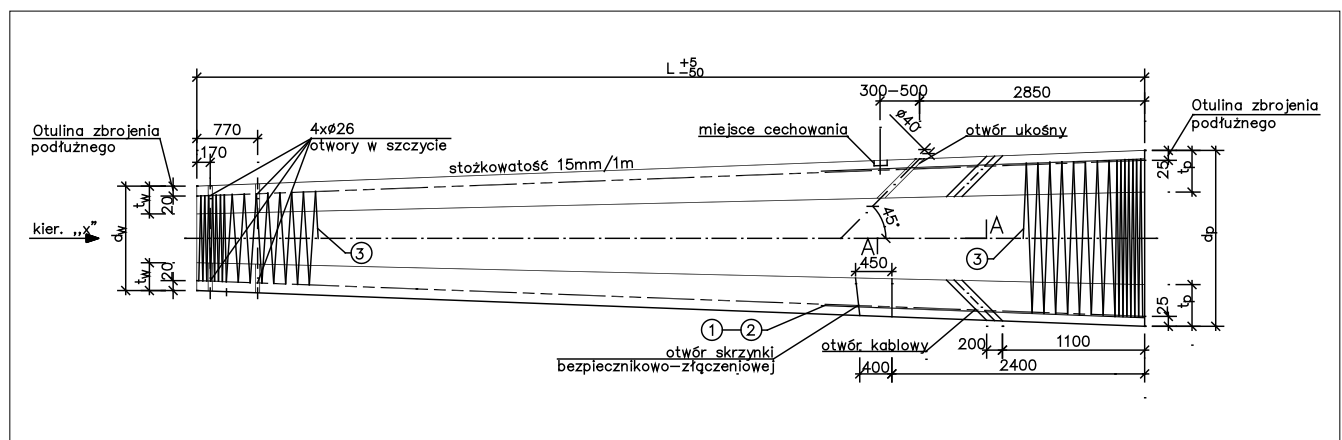 L +5 -50
300-500
2850
Otulina zbrojenia
podłużnego
770
170
4xø26
otwory w szczycie
stożkowatość 15mm/1m
miejsce cechowania
ø40
otwór ukośny
Otulina zbrojenia
podłużnego
25
tp
tw
20
dw
kier. ,,x”
3
45°
A
A
3
dp
450
tw
20
25
tp
1
2
otwór skrzynki
bezpiecznikowo-złączeniowej
otwór kablowy
200
1100
400
2400